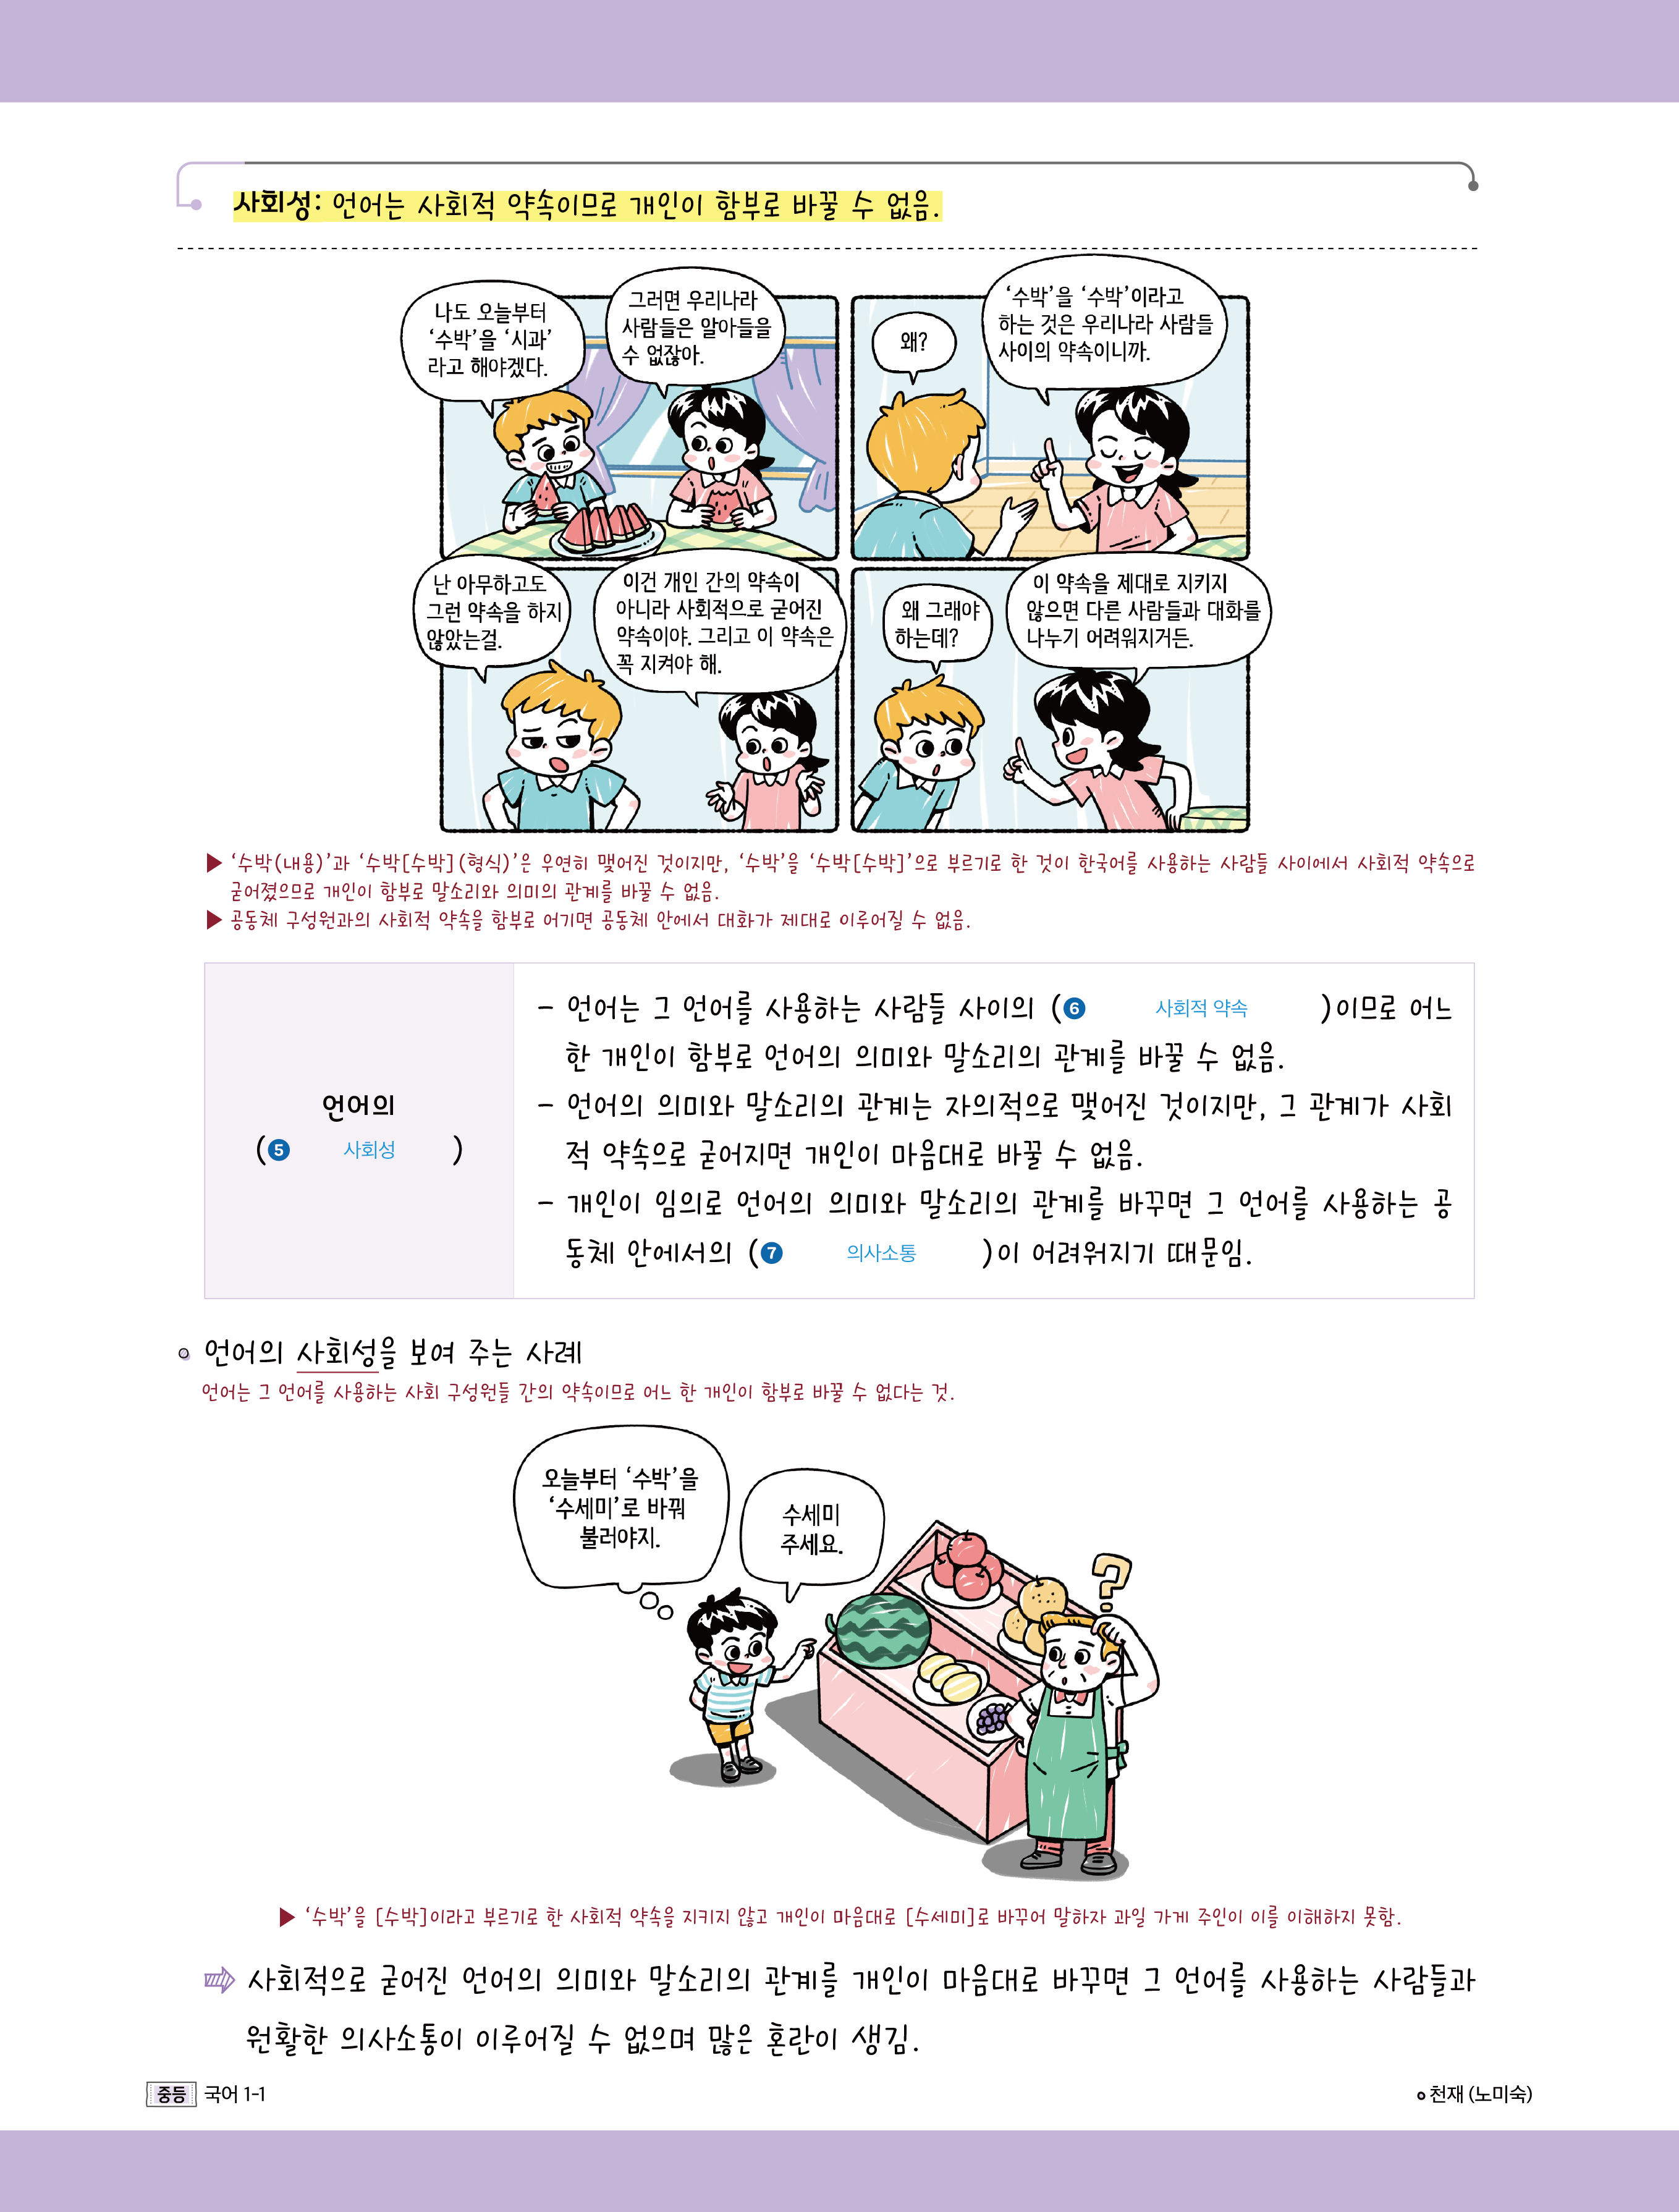 사회성: 언어는 사회적 약속이므로 개인이 함부로 바꿀 수 없음.
나도 오늘부터
‘수박’을 ‘시과’
라고 해야겠다.
그러면 우리나라
사람들은 알아들을
수 없잖아.
왜?
‘수박’을 ‘수박’이라고
하는 것은 우리나라 사람들
사이의 약속이니까.
난 아무하고도
그런 약속을 하지
않았는걸.
이건 개인 간의 약속이
아니라 사회적으로 굳어진
약속이야. 그리고 이 약속은
꼭 지켜야 해.
왜 그래야
하는데?
이 약속을 제대로 지키지
않으면 다른 사람들과 대화를
나누기 어려워지거든.
▶ ‘수박(내용)’과 ‘수박[수박](형식)’은 우연히 맺어진 것이지만, ‘수박’을 ‘수박[수박]’으로 부르기로 한 것이 한국어를 사용하는 사람들 사이에서 사회적 약속으로
굳어졌으므로 개인이 함부로 말소리와 의미의 관계를 바꿀 수 없음.
▶ 공동체 구성원과의 사회적 약속을 함부로 어기면 공동체 안에서 대화가 제대로 이루어질 수 없음.
언어의
(5 사회성 )
– 언어는 그 언어를 사용하는 사람들 사이의 (6 사회적 약속 )이므로 어느
한 개인이 함부로 언어의 의미와 말소리의 관계를 바꿀 수 없음.
– 언어의 의미와 말소리의 관계는 자의적으로 맺어진 것이지만, 그 관계가 사회
적 약속으로 굳어지면 개인이 마음대로 바꿀 수 없음.
– 개인이 임의로 언어의 의미와 말소리의 관계를 바꾸면 그 언어를 사용하는 공
동체 안에서의 (7 의사소통 )이 어려워지기 때문임.
언어의 사회성을 보여 주는 사례
언어는 그 언어를 사용하는 사회 구성원들 간의 약속이므로 어느 한 개인이 함부로 바꿀 수 없다는 것.
오늘부터 ‘수박’을
‘수세미’로 바꿔
불러야지.
수세미
주세요.
?
▶ ‘수박’을 [수박]이라고 부르기로 한 사회적 약속을 지키지 않고 개인이 마음대로 [수세미]로 바꾸어 말하자 과일 가게 주인이 이를 이해하지 못함.
⇨ 사회적으로 굳어진 언어의 의미와 말소리의 관계를 개인이 마음대로 바꾸면 그 언어를 사용하는 사람들과
원활한 의사소통이 이루어질 수 없으며 많은 혼란이 생김.
중등 국어 1-1
천재 (노미숙)